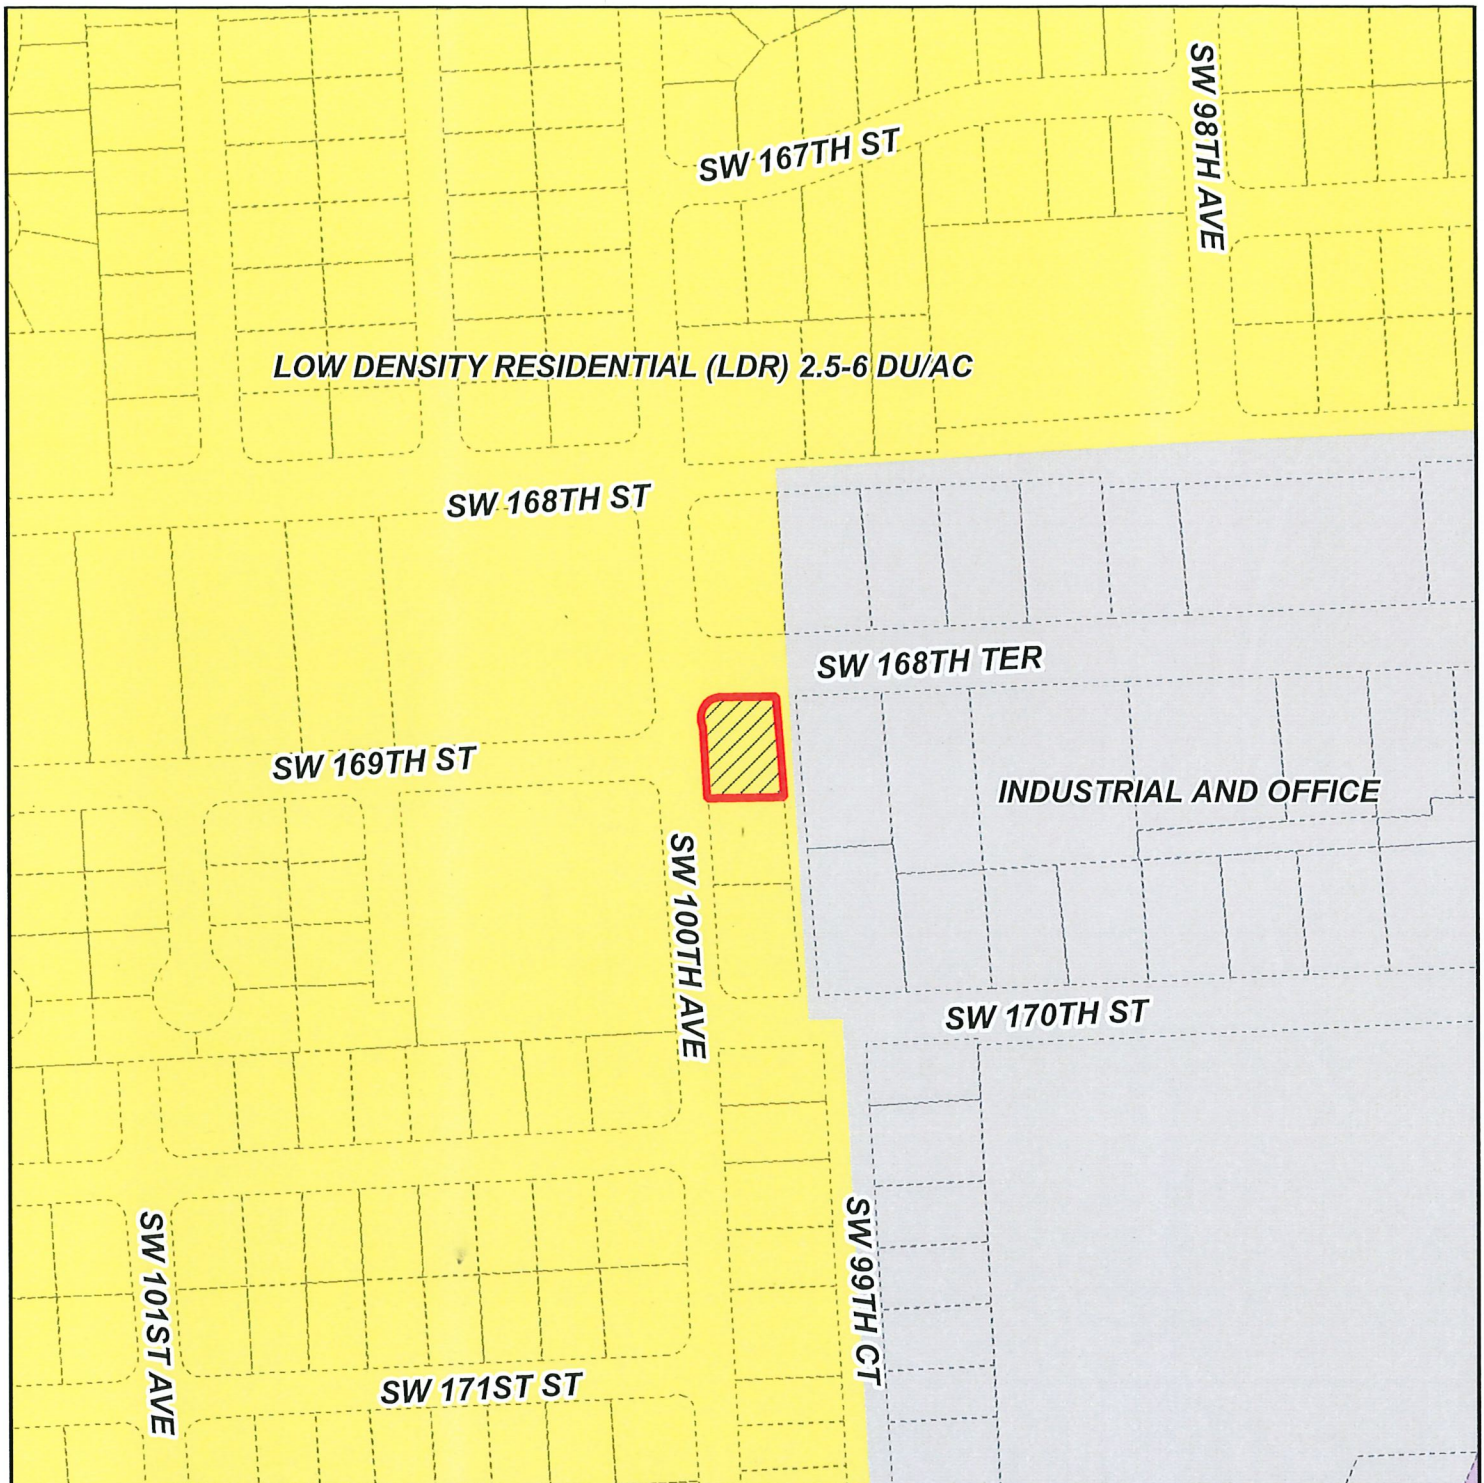 SW 98TH AVE
SW 167TH ST
LOW DENSITY RESIDENTIAL (LDR) 2.5-6 DU/AC
SW 168TH ST
SW 168TH TER
SW 169TH ST
INDUSTRIAL AND OFFICE
SW 100TH AVE
SW 170TH ST
SW 101ST AVE
SW 99TH CT
SW 171ST ST